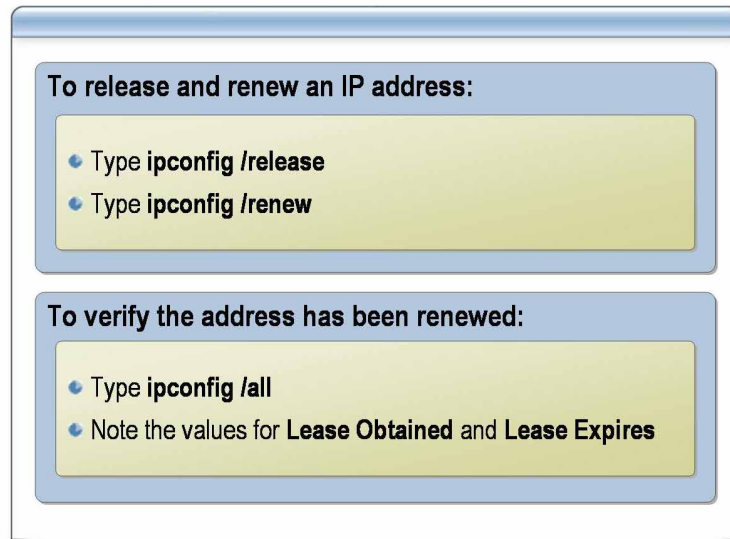 To release and renew an IP address:
Type ipconfig /release
Type ipconfig /renew
To verify the address has been renewed:
Type ipconfig /all
Note the values for Lease Obtained and Lease Expires